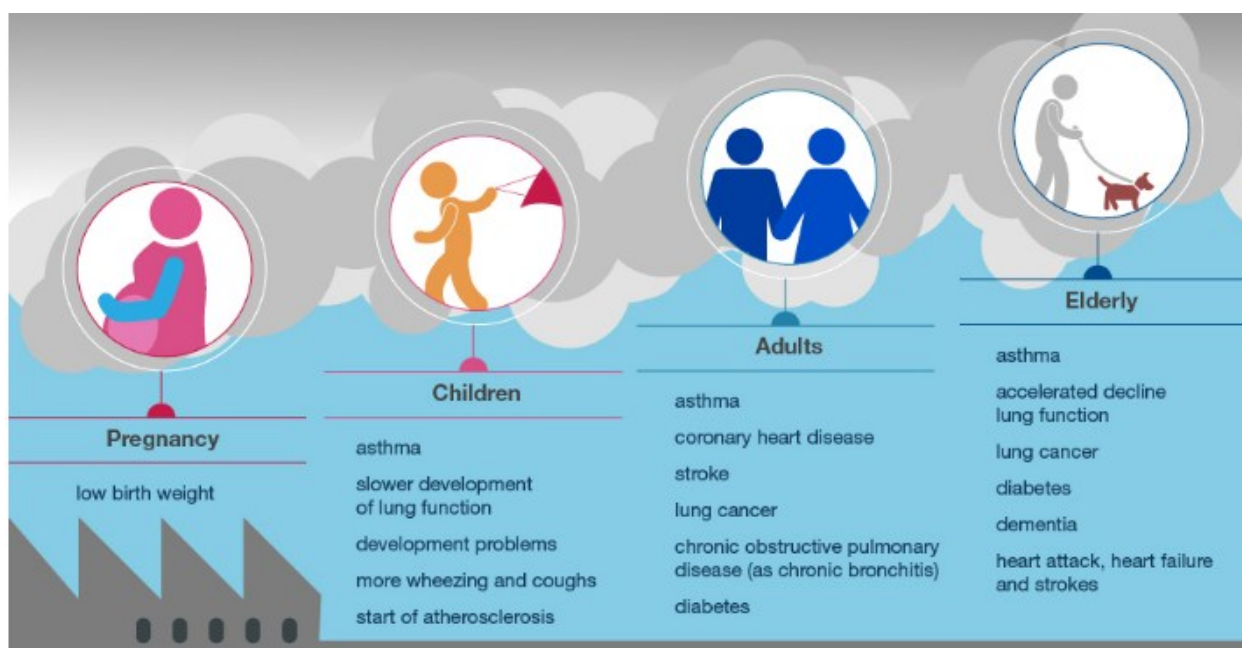 Pregnancy
low birth weight
Children
asthma
slower development
of lung function
development problems
more wheezing and coughs
start of atherosclerosis
Adults
asthma
coronary heart disease
stroke
lung cancer
chronic obstructive pulmonary
disease (as chronic bronchitis)
diabetes
Elderly
asthma
accelerated decline
lung function
lung cancer
diabetes
dementia
heart attack, heart failure
and strokes